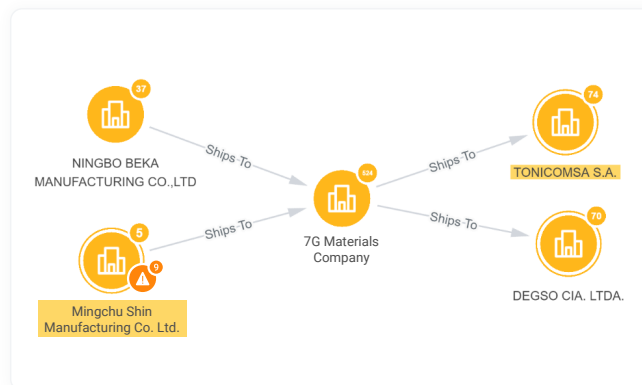 37
NINGBO BEKA
MANUFACTURING CO.,LTD
Ships To
5
9
Mingchu Shin
Manufacturing Co. Ltd.
Ships To
7G Materials
Company
Ships To
74
TONICOMSA S.A.
Ships To
70
DEGSO CIA. LTDA.